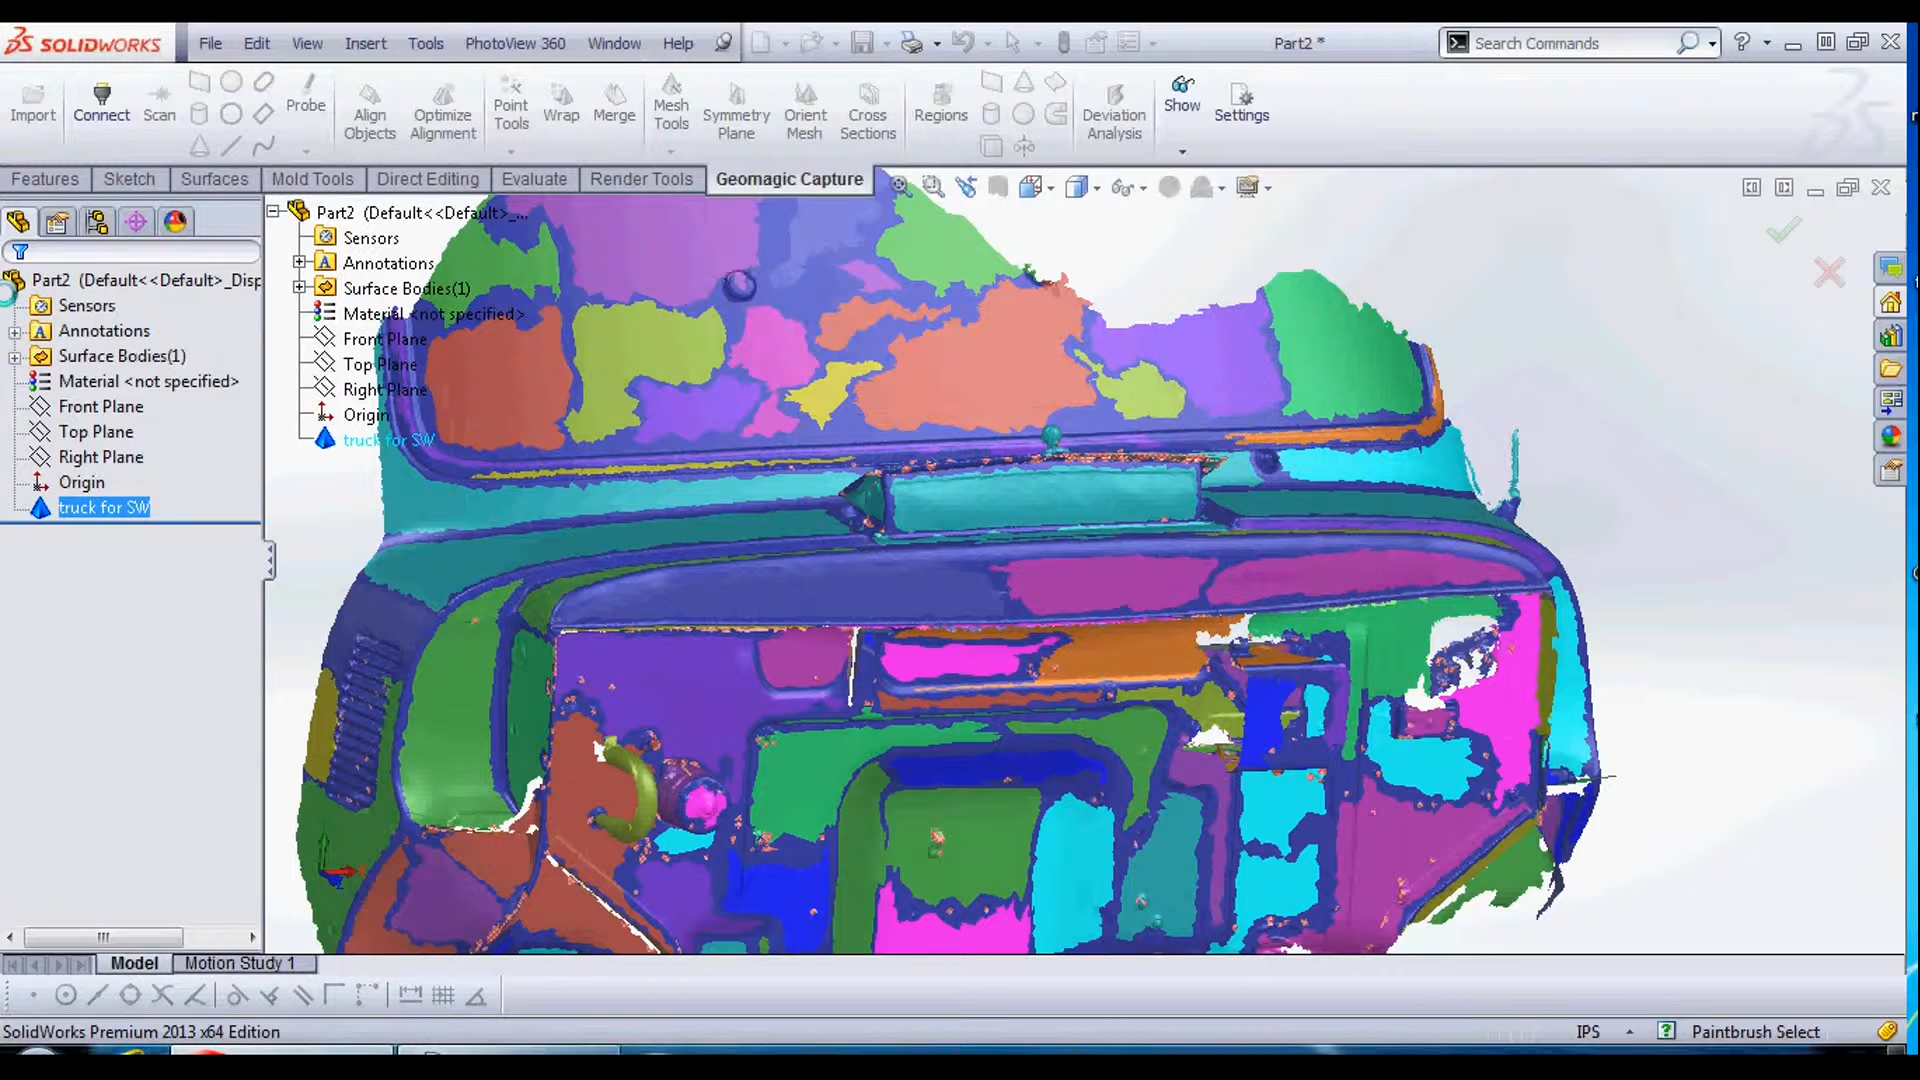 SOLIDWORKS File Edit View Insert Tools PhotoView 360 Window Help Part2 * Search Commands
Import Connect Scan Probe Align Objects Optimize Alignment Point Tools Wrap Merge Mesh Tools Symmetry Plane Orient Mesh Cross Sections Regions Deviation Analysis Show Settings
Features Sketch Surfaces Mold Tools Direct Editing Evaluate Render Tools Geomagic Capture
Part2 (Default<<Default>_Disp
Sensors
Annotations
Surface Bodies(1)
Material <not specified>
Front Plane
Top Plane
Right Plane
Origin
truck for SW
Part2 (Default<<Default>_...
Sensors
Annotations
Surface Bodies(1)
Material <not specified>
Front Plane
Top Plane
Right Plane
Origin
truck for SW
Model Motion Study 1
SolidWorks Premium 2013 x64 Edition IPS Paintbrush Select